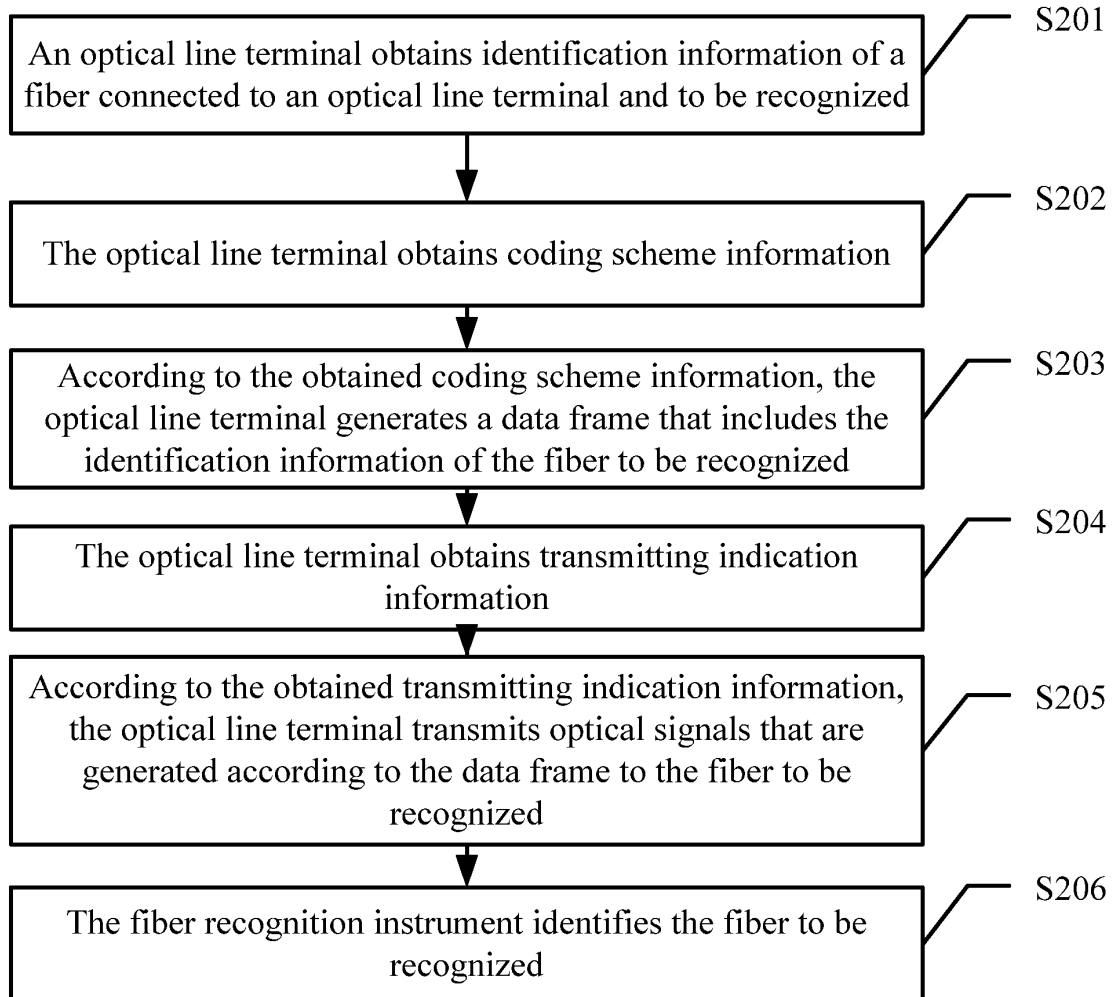 S201
An optical line terminal obtains identification information of a
fiber connected to an optical line terminal and to be recognized
S202
The optical line terminal obtains coding scheme information
S203
According to the obtained coding scheme information, the
optical line terminal generates a data frame that includes the
identification information of the fiber to be recognized
S204
The optical line terminal obtains transmitting indication
information
S205
According to the obtained transmitting indication information,
the optical line terminal transmits optical signals that are
generated according to the data frame to the fiber to be
recognized
S206
The fiber recognition instrument identifies the fiber to be
recognized